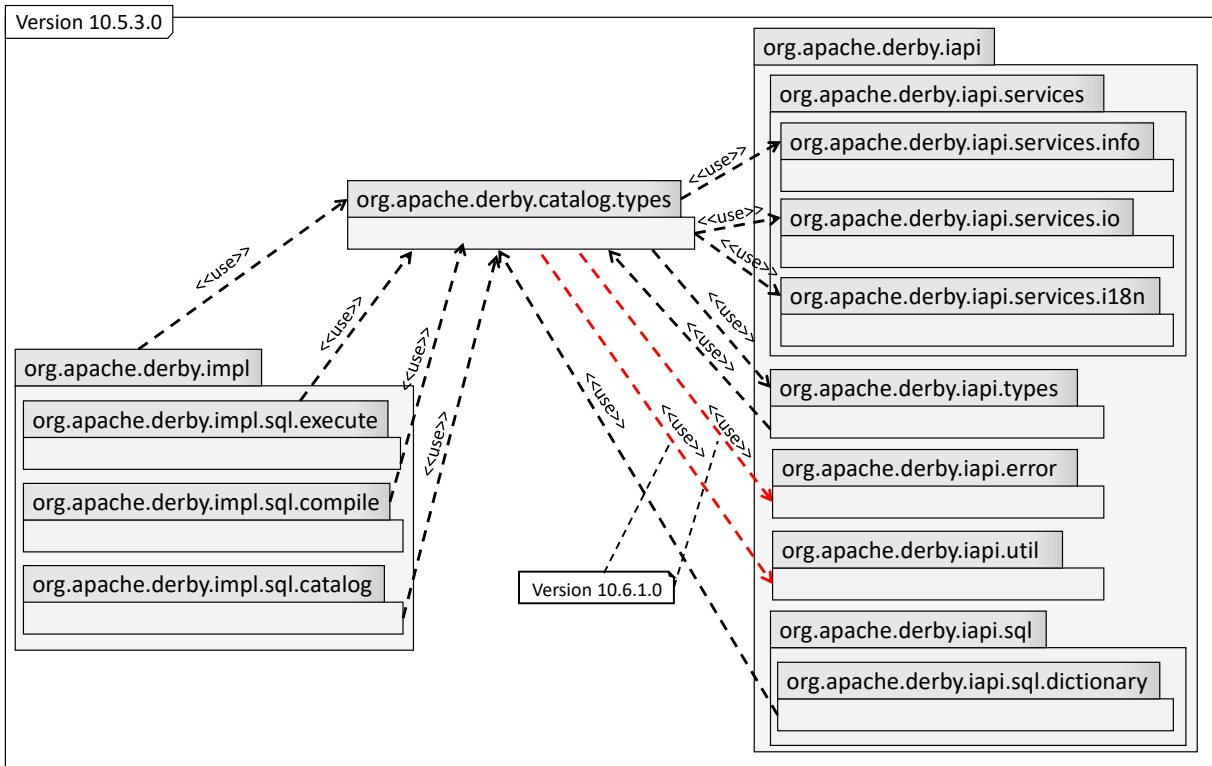 Version 10.5.3.0
org.apache.derby.iapi
org.apache.derby.iapi.services
org.apache.derby.iapi.services.info
<<use>>
org.apache.derby.catalog.types
<<use>>
org.apache.derby.iapi.services.io
<<use>>
<<use>>
org.apache.derby.iapi.services.i18n
<<use>>
<<use>>
<<use>>
org.apache.derby.impl
<<use>>
<<use>>
org.apache.derby.iapi.types
org.apache.derby.impl.sql.execute
<<use>>
<<use>>
<<use>>
<<use>>
org.apache.derby.iapi.error
org.apache.derby.impl.sql.compile
org.apache.derby.iapi.util
org.apache.derby.impl.sql.catalog
Version 10.6.1.0
org.apache.derby.iapi.sql
org.apache.derby.iapi.sql.dictionary